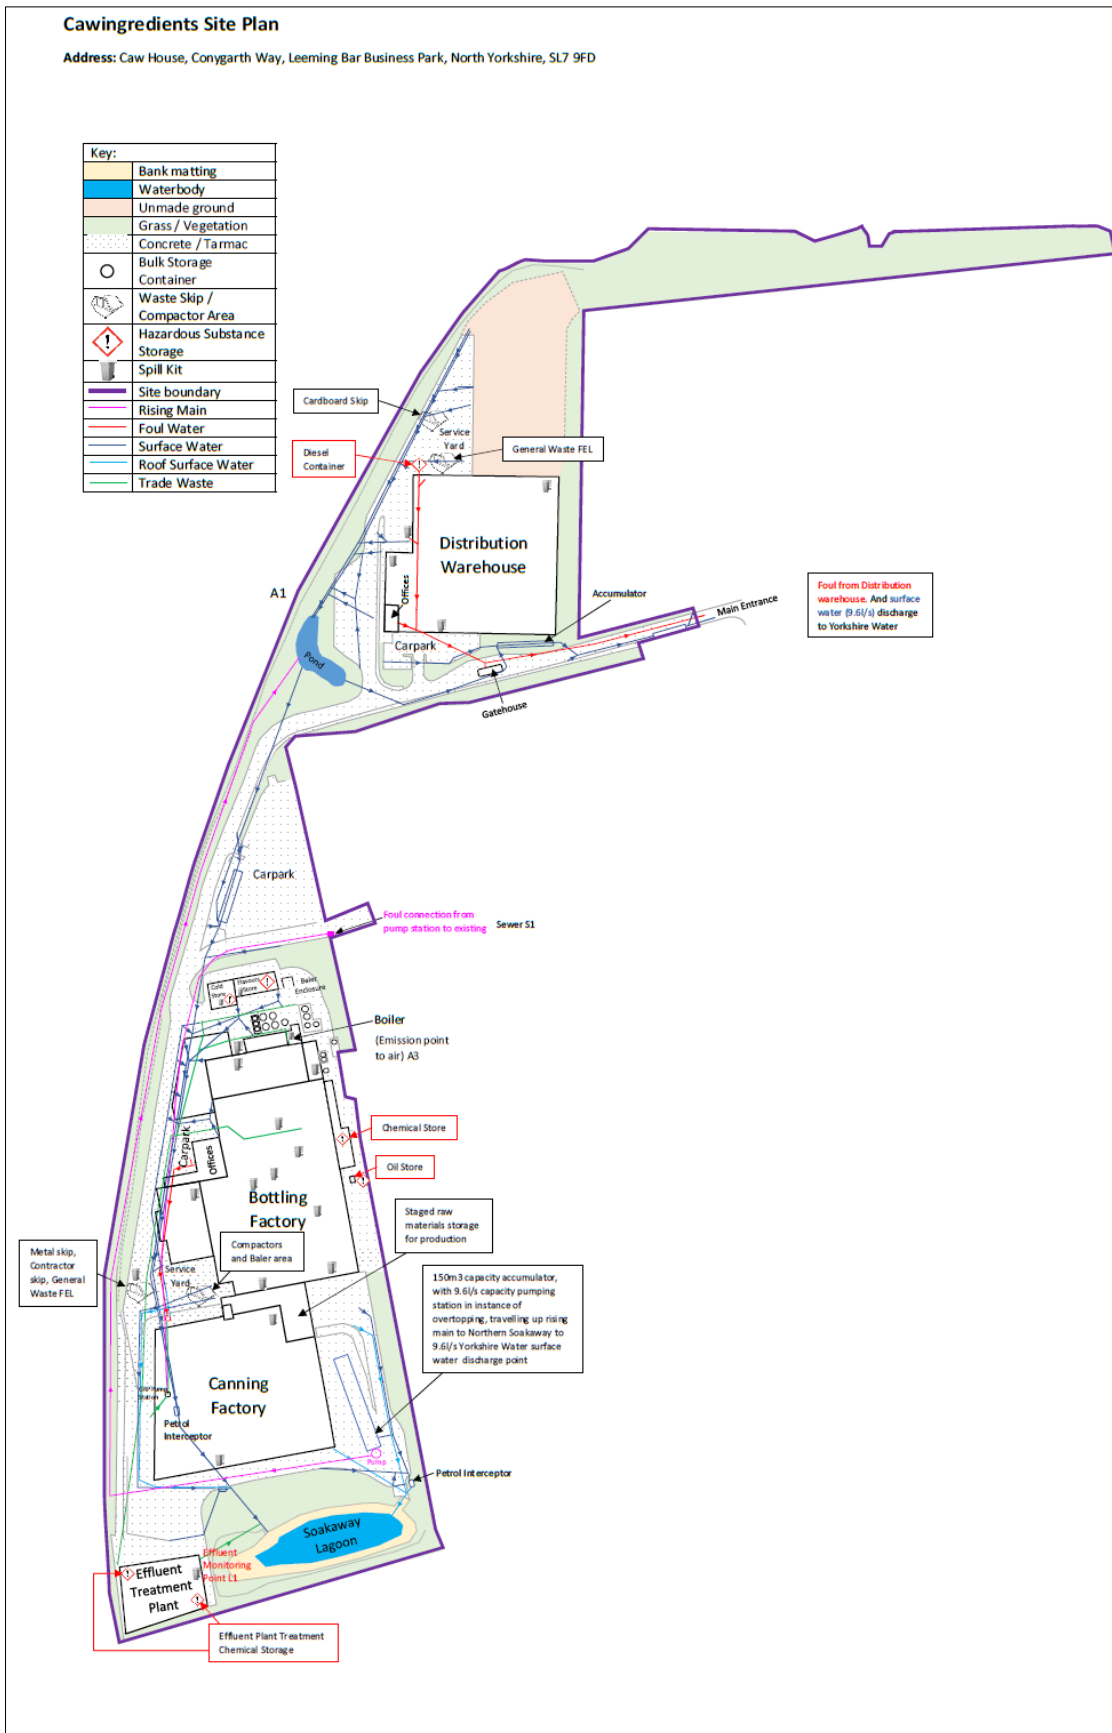 Cawingredients Site Plan
Address: Caw House, Conygarth Way, Leeming Bar Business Park, North Yorkshire, SL7 9FD
Key:
Bank matting
Waterbody
Unmade ground
Grass / Vegetation
Concrete / Tarmac
Bulk Storage
Container
Waste Skip /
Compactor Area
Hazardous Substance
Storage
Spill Kit
Site boundary
Rising Main
Foul Water
Surface Water
Roof Surface Water
Trade Waste
Cardboard Skip
Service
Yard
General Waste FEL
Diesel
Container
Distribution
Warehouse
Offices
A1
Accumulator
Main Entrance
Foul from Distribution
warehouse. And surface
water (9.6l/s) discharge
to Yorkshire Water
Carpark
Pond
Gatehouse
Carpark
Foul connection from
pump station to existing
Sewer S1
Cold
Store
Flavours
Store
Baler
Enclosure
Boiler
(Emission point
to air) A3
Chemical Store
Carpark
Offices
Oil Store
Bottling
Factory
Staged raw
materials storage
for production
Compactors
and Baler area
Metal skip,
Contractor
skip, General
Waste FEL
Service
Yard
150m3 capacity accumulator,
with 9.6l/s capacity pumping
station in instance of
overtopping, travelling up rising
main to Northern Soakaway to
9.6l/s Yorkshire Water surface
water discharge point
Canning
Factory
Pump
Station
Petrol
Interceptor
Pump
Petrol Interceptor
Soakaway
Lagoon
Effluent
Monitoring
Point L1
Effluent
Treatment
Plant
Effluent Plant Treatment
Chemical Storage